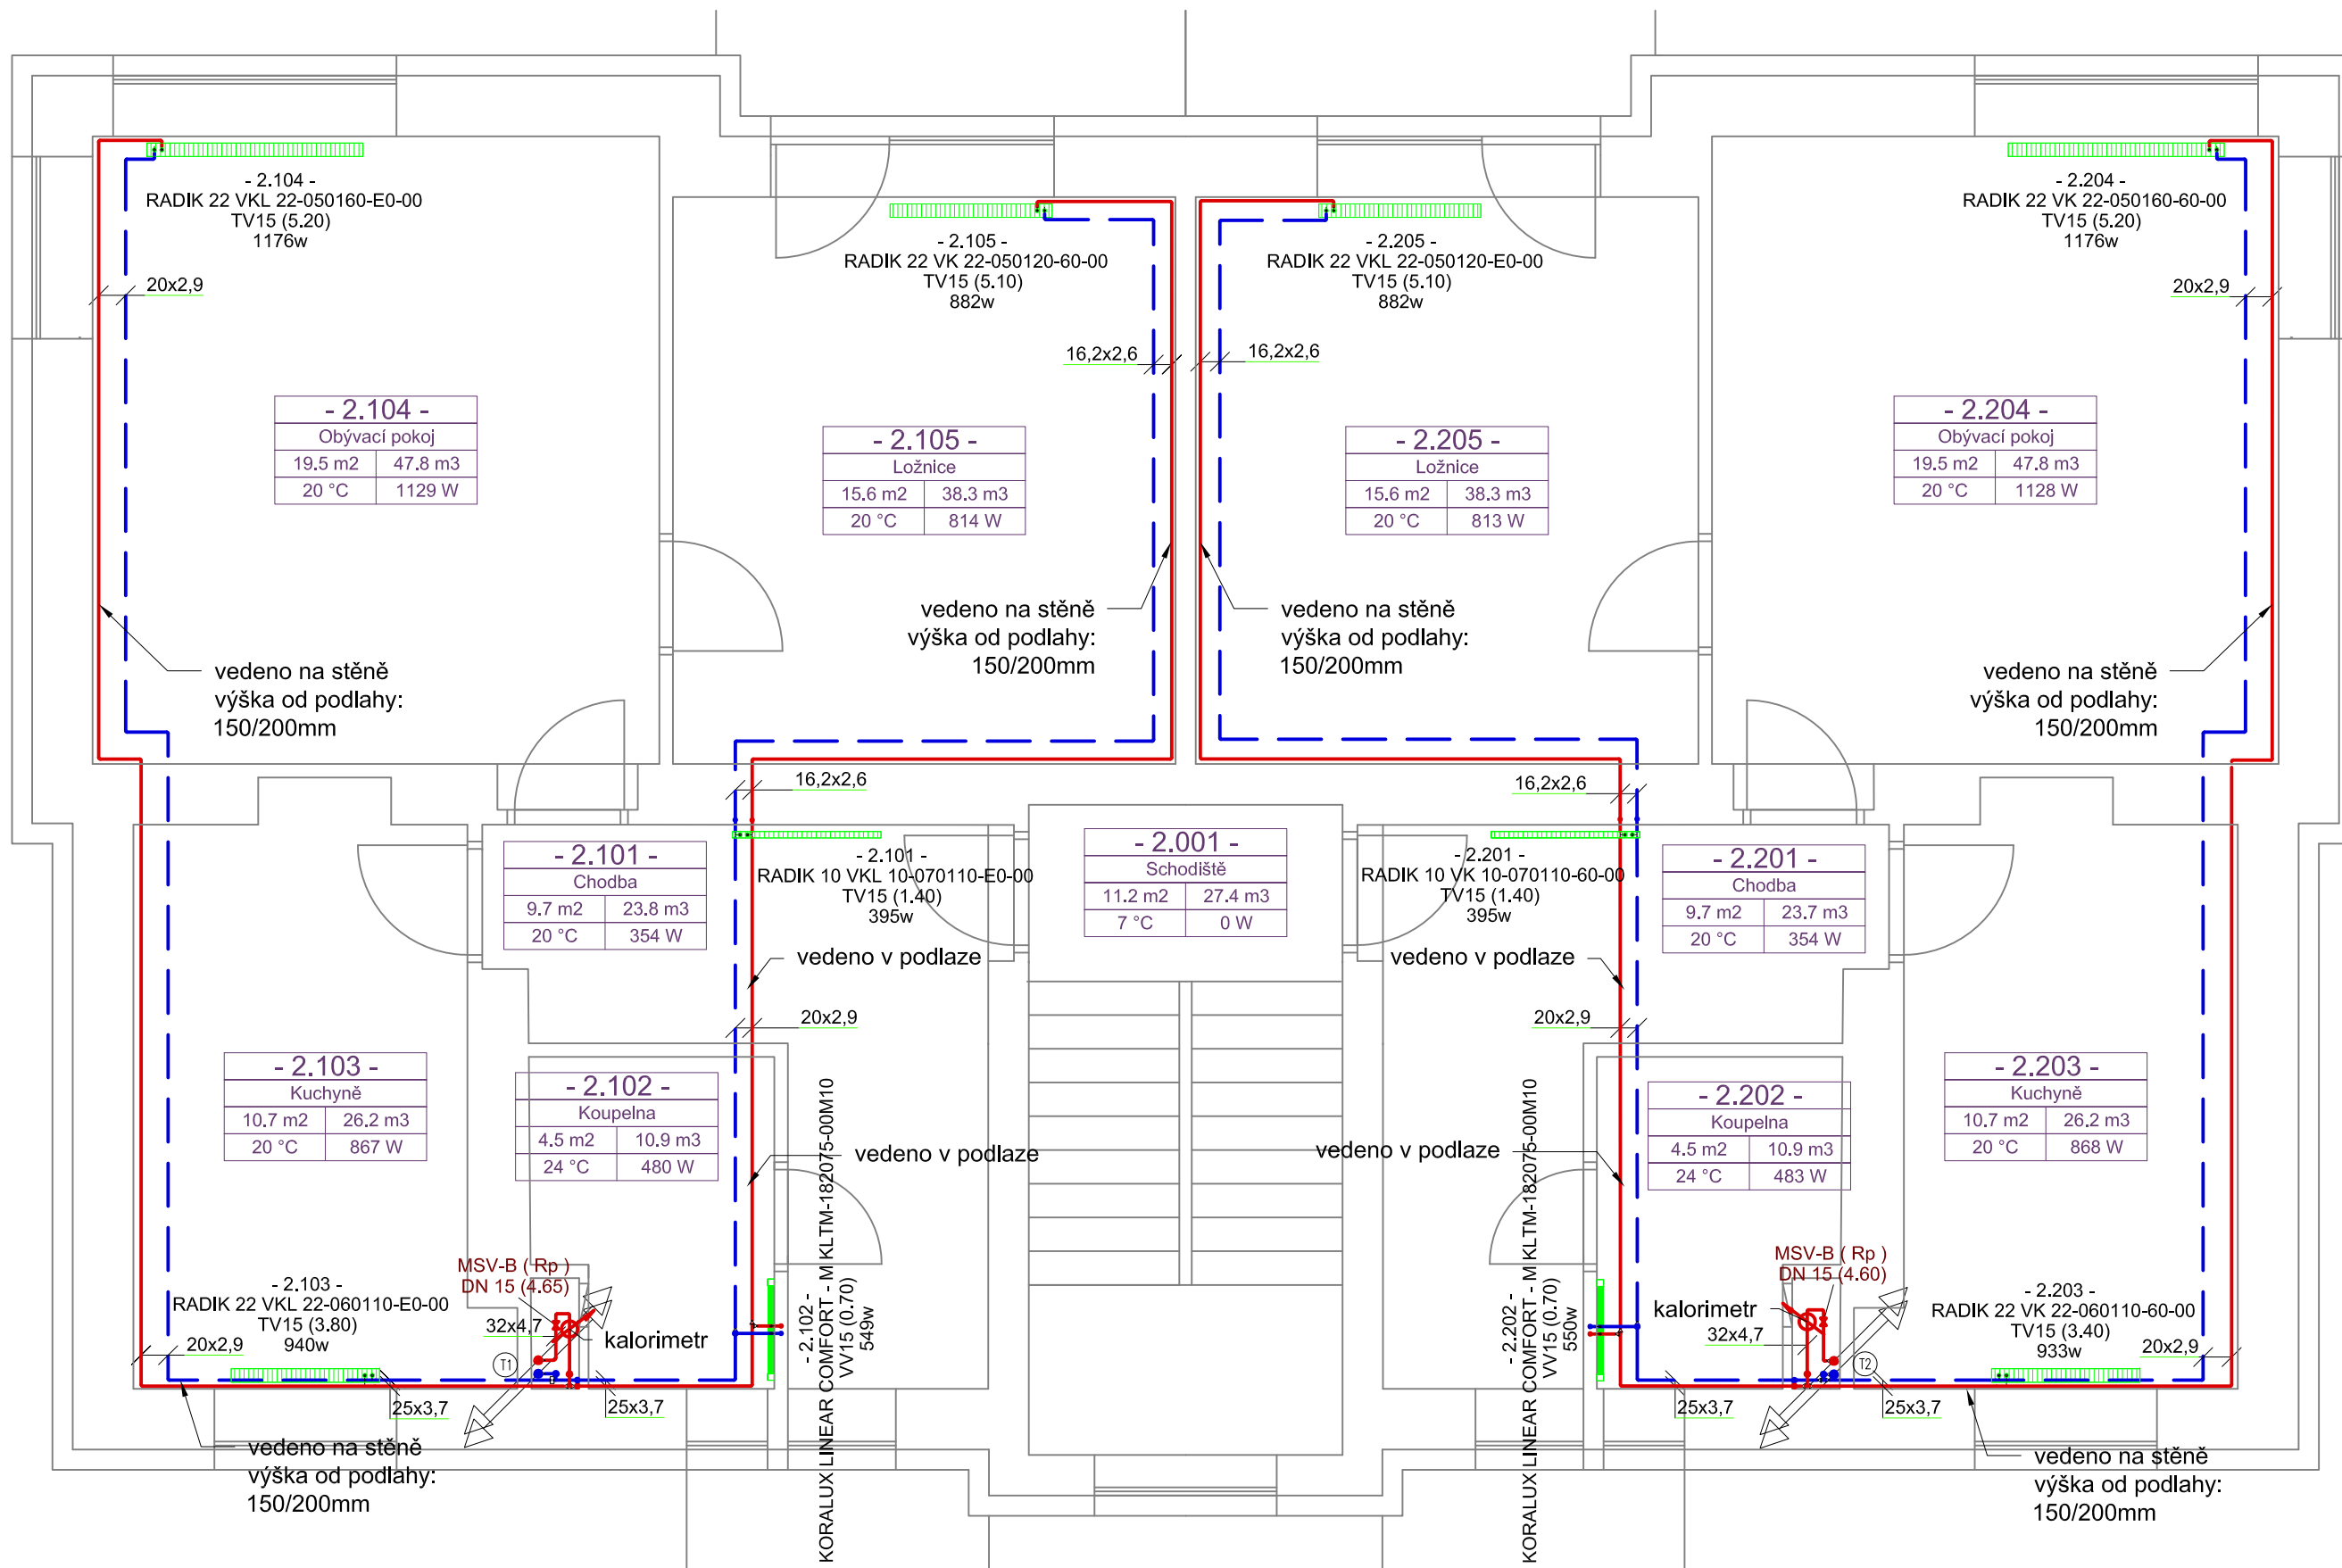 - 2.104 -
RADIK 22 VKL 22-050160-E0-00
TV15 (5.20)
1176w
- 2.105 -
RADIK 22 VK 22-050120-60-00
TV15 (5.10)
882w
- 2.205 -
RADIK 22 VKL 22-050120-E0-00
TV15 (5.10)
882w
- 2.204 -
RADIK 22 VK 22-050160-60-00
TV15 (5.20)
1176w
20x2,9
16,2x2,6
16,2x2,6
20x2,9
- 2.104 -
Obývací pokoj
19.5 m2 47.8 m3
20 °C 1129 W
- 2.105 -
Ložnice
15.6 m2 38.3 m3
20 °C 814 W
- 2.205 -
Ložnice
15.6 m2 38.3 m3
20 °C 813 W
- 2.204 -
Obývací pokoj
19.5 m2 47.8 m3
20 °C 1128 W
vedeno na stěně
výška od podlahy:
150/200mm
vedeno na stěně
výška od podlahy:
150/200mm
vedeno na stěně
výška od podlahy:
150/200mm
vedeno na stěně
výška od podlahy:
150/200mm
16,2x2,6
16,2x2,6
- 2.101 -
Chodba
9.7 m2 23.8 m3
20 °C 354 W
- 2.101 -
RADIK 10 VKL 10-070110-E0-00
TV15 (1.40)
395w
- 2.001 -
Schodiště
11.2 m2 27.4 m3
7 °C 0 W
- 2.201 -
RADIK 10 VK 10-070110-60-00
TV15 (1.40)
395w
- 2.201 -
Chodba
9.7 m2 23.7 m3
20 °C 354 W
vedeno v podlaze
vedeno v podlaze
20x2,9
20x2,9
- 2.103 -
Kuchyně
10.7 m2 26.2 m3
20 °C 867 W
- 2.102 -
Koupelna
4.5 m2 10.9 m3
24 °C 480 W
- 2.202 -
Koupelna
4.5 m2 10.9 m3
24 °C 483 W
- 2.203 -
Kuchyně
10.7 m2 26.2 m3
20 °C 868 W
vedeno v podlaze
vedeno v podlaze
- 2.102 -
KORALUX LINEAR COMFORT - M KLTM-182075-00M10
VV15 (0.70)
549w
- 2.202 -
KORALUX LINEAR COMFORT - M KLTM-182075-00M10
VV15 (0.70)
550w
- 2.103 -
RADIK 22 VKL 22-060110-E0-00
TV15 (3.80)
940w
20x2,9
MSV-B ( Rp )
DN 15 (4.65)
32x4,7
kalorimetr
T1
25x3,7
25x3,7
MSV-B ( Rp )
DN 15 (4.60)
kalorimetr
32x4,7
T2
25x3,7
25x3,7
- 2.203 -
RADIK 22 VK 22-060110-60-00
TV15 (3.40)
933w
20x2,9
vedeno na stěně
výška od podlahy:
150/200mm
vedeno na stěně
výška od podlahy:
150/200mm